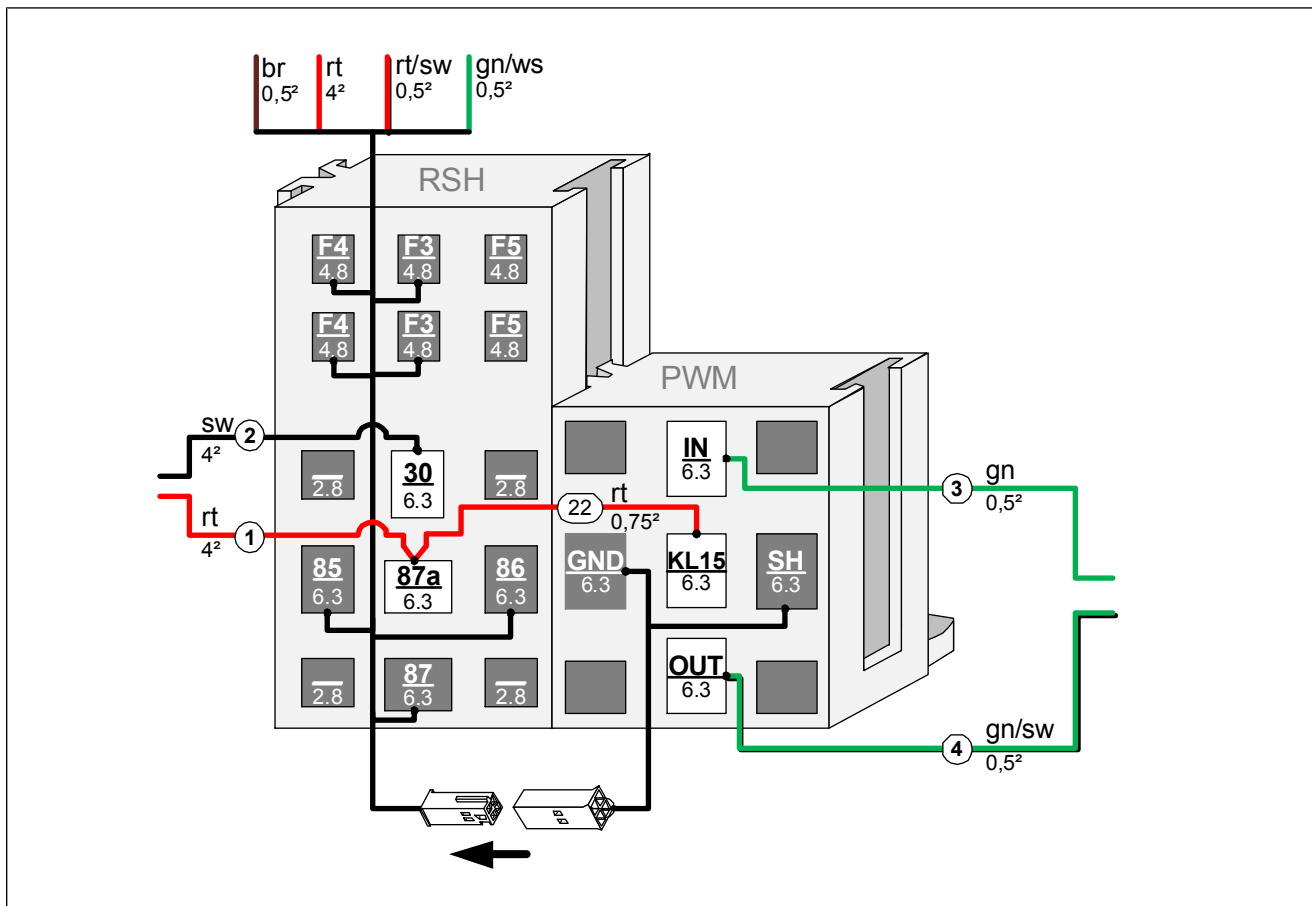 br
0,5²
rt
4²
rt/sw
0,5²
gn/ws
0,5²
RSH
F4
4.8
F3
4.8
F5
4.8
F4
4.8
F3
4.8
F5
4.8
PWM
sw
4²
2
30
6.3
2.8
2.8
IN
6.3
3
gn
0,5²
rt
4²
1
22
rt
0,75²
85
6.3
87a
6.3
86
6.3
GND
6.3
KL15
6.3
SH
6.3
2.8
87
6.3
2.8
OUT
6.3
4
gn/sw
0,5²